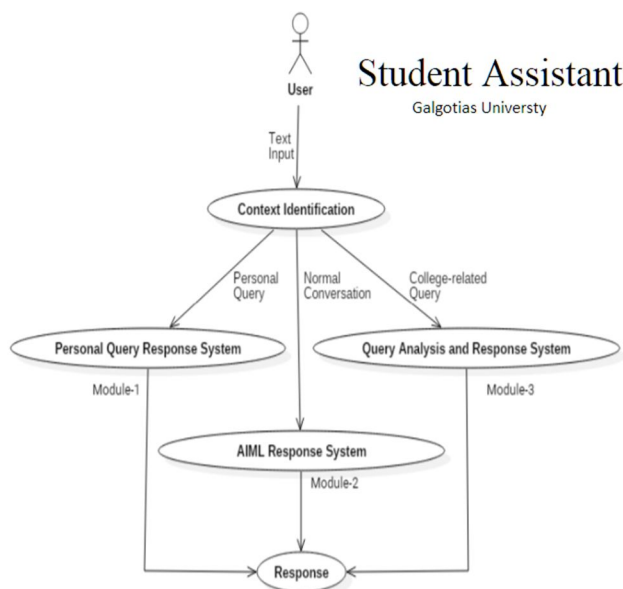 Student Assistant
Galgotias Universty
User
Text
Input
Context Identification
Personal
Query
Normal
Conversation
College-related
Query
Personal Query Response System
Query Analysis and Response System
Module-1
Module-3
AIML Response System
Module-2
Response